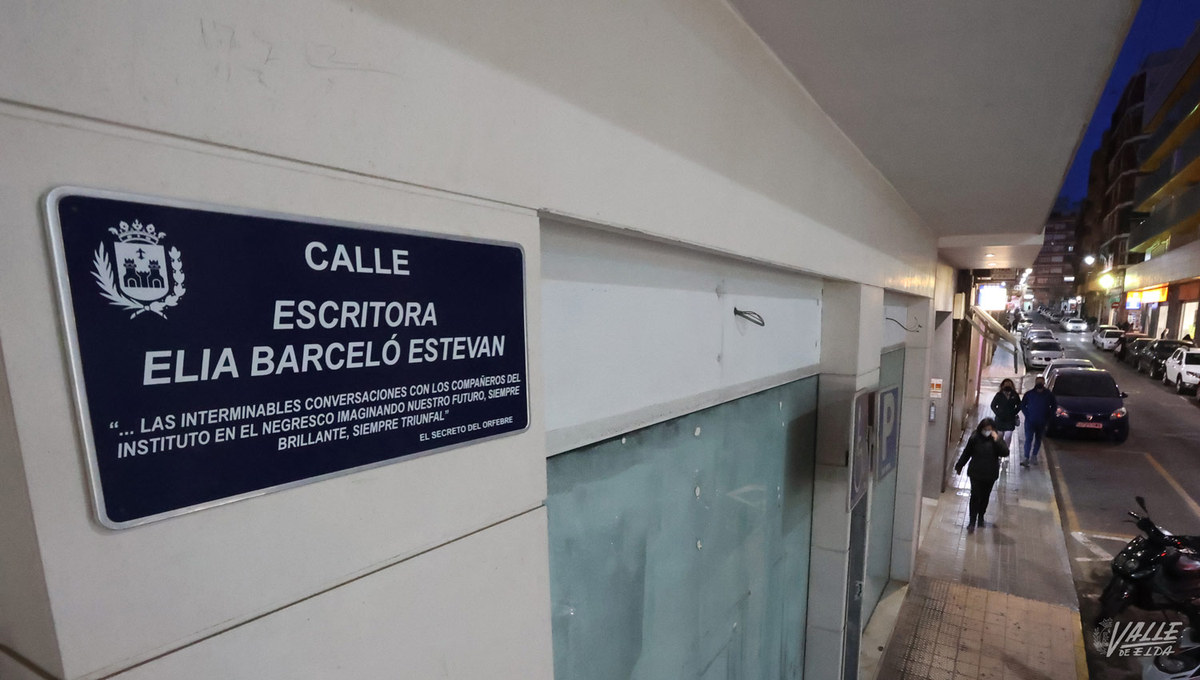 CALLE
ESCRITORA
ELIA BARCELÓ ESTEVAN
“... LAS INTERMINABLES CONVERSACIONES CON LOS COMPAÑEROS DEL
INSTITUTO EN EL NEGRESCO IMAGINANDO NUESTRO FUTURO, SIEMPRE
BRILLANTE, SIEMPRE TRIUNFAL”
EL SECRETO DEL ORFEBRE
P
VALLE
DE ELDA